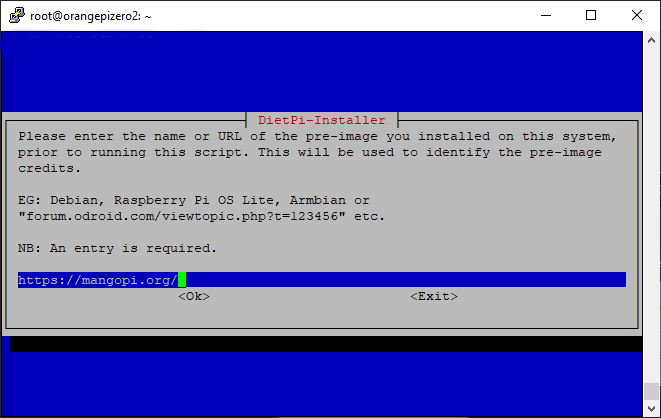 root@orangepizero2: ~
DietPi-Installer
Please enter the name or URL of the pre-image you installed on this system,
prior to running this script. This will be used to identify the pre-image
credits.
EG: Debian, Raspberry Pi OS Lite, Armbian or
"forum.odroid.com/viewtopic.php?t=123456" etc.
NB: An entry is required.
https://mangopi.org/
<Ok> <Exit>